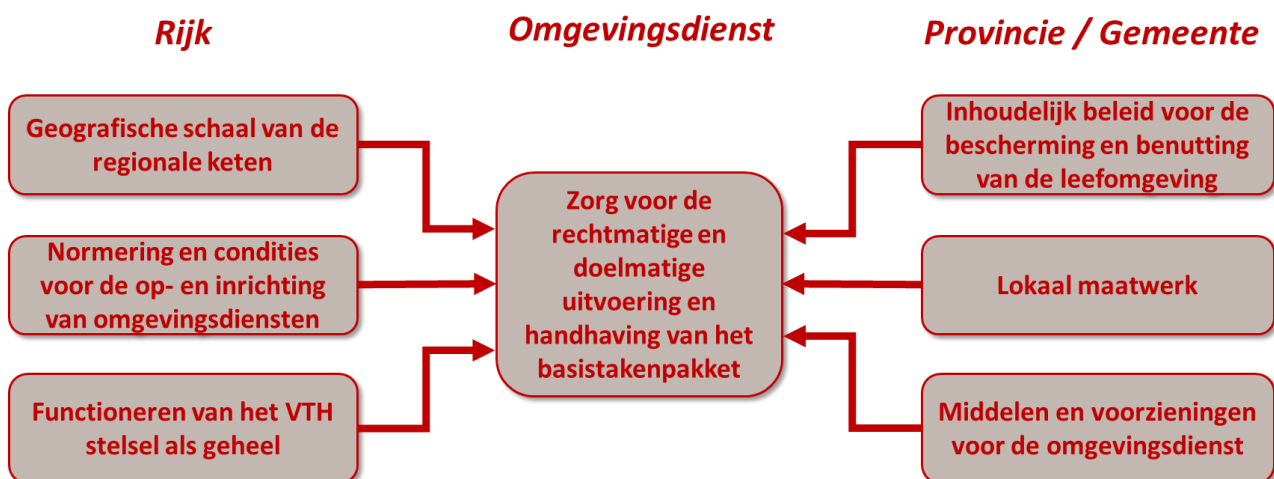 Rijk
Omgevingsdienst
Provincie / Gemeente
Geografische schaal van de
regionale keten
Normering en condities
voor de op- en inrichting
van omgevingsdiensten
Functioneren van het VTH
stelsel als geheel
Zorg voor de
rechtmatige en
doelmatige
uitvoering en
handhaving van het
basistakenpakket
Inhoudelijk beleid voor de
bescherming en benutting
van de leefomgeving
Lokaal maatwerk
Middelen en voorzieningen
voor de omgevingsdienst